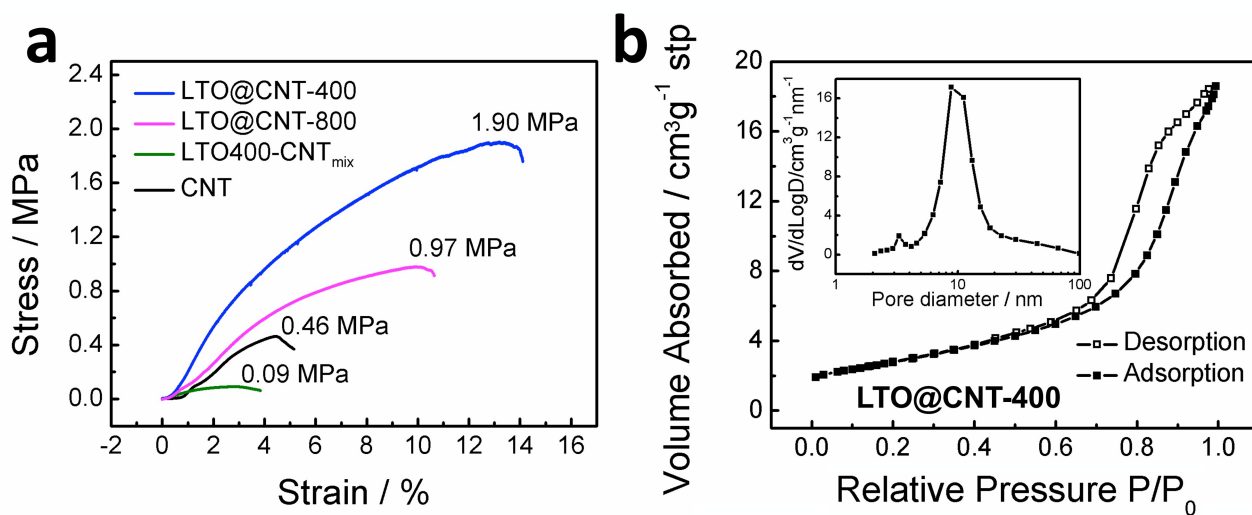 a
Stress / MPa
2.4
2.0
1.6
1.2
0.8
0.4
0.0
LTO@CNT-400
LTO@CNT-800
LTO400-CNTmix
CNT
1.90 MPa
0.97 MPa
0.46 MPa
0.09 MPa
-2 0 2 4 6 8 10 12 14 16
Strain / %
b
Volume Absorbed / cm³g⁻¹ stp
20
16
12
8
4
0
dV/dLogD/cm³g⁻¹nm⁻¹
16
12
8
4
0
1 10 100
Pore diameter / nm
Desorption
Adsorption
LTO@CNT-400
0.0 0.2 0.4 0.6 0.8 1.0
Relative Pressure P/P₀